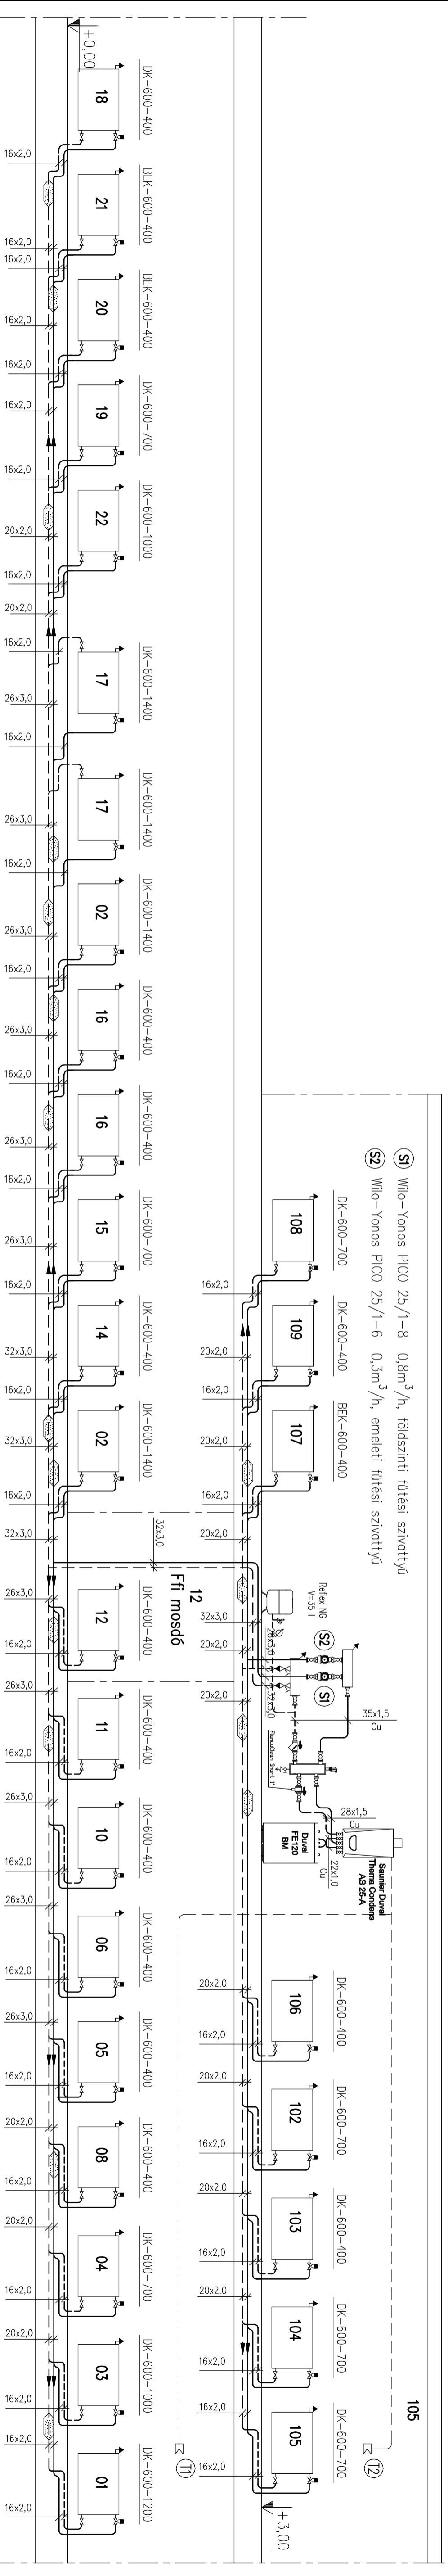 S1 Wilo-Yonos PICO 25/1-8 0,8m³/h, földszinti fűtési szivattyú
S2 Wilo-Yonos PICO 25/1-6 0,3m³/h, emeleti fűtési szivattyú
105
Saunier Duval
Thema Condens
AS 25-A
T2
35x1,5
Cu
28x1,5
Cu
22x1,0
Cu
Reflex NG
V=35 l
S2
S1
FlamcoClean Smart 1"
Duval
FE120
BM
DK-600-700
DK-600-400
BEK-600-400
DK-600-400
DK-600-700
DK-600-400
DK-600-700
DK-600-700
108
109
107
106
102
103
104
105
+3,00
26x3,0
32x3,0
16x2,0
20x2,0
16x2,0
20x2,0
16x2,0
20x2,0
32x3,0
20x2,0
20x2,0
20x2,0
16x2,0
20x2,0
16x2,0
20x2,0
16x2,0
20x2,0
16x2,0
20x2,0
16x2,0
T1
12
Ffi mosdó
32x3,0
DK-600-400
BEK-600-400
BEK-600-400
DK-600-700
DK-600-1000
DK-600-1400
DK-600-1400
DK-600-1400
DK-600-400
DK-600-400
DK-600-700
DK-600-400
DK-600-1400
DK-600-400
DK-600-400
DK-600-400
DK-600-400
DK-600-400
DK-600-400
DK-600-700
DK-600-1000
DK-600-1200
±0,00
18
21
20
19
22
17
17
02
16
16
15
14
02
12
11
10
06
05
08
04
03
01
16x2,0
16x2,0
16x2,0
16x2,0
16x2,0
16x2,0
16x2,0
20x2,0
16x2,0
20x2,0
16x2,0
26x3,0
16x2,0
26x3,0
16x2,0
26x3,0
16x2,0
26x3,0
16x2,0
26x3,0
16x2,0
26x3,0
16x2,0
32x3,0
16x2,0
32x3,0
16x2,0
32x3,0
26x3,0
16x2,0
26x3,0
16x2,0
26x3,0
16x2,0
26x3,0
16x2,0
26x3,0
16x2,0
20x2,0
16x2,0
20x2,0
16x2,0
20x2,0
16x2,0
16x2,0
16x2,0